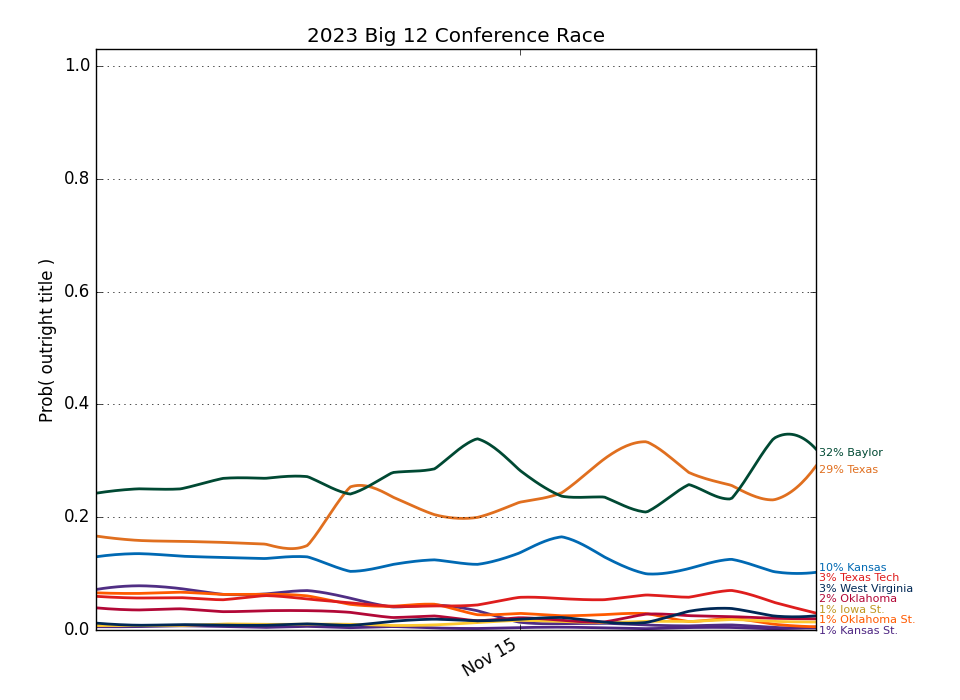 2023 Big 12 Conference Race
Prob( outright title )
1.0
0.8
0.6
0.4
0.2
0.0
Nov 15
32% Baylor
29% Texas
10% Kansas
3% Texas Tech
3% West Virginia
2% Oklahoma
1% Iowa St.
1% Oklahoma St.
1% Kansas St.